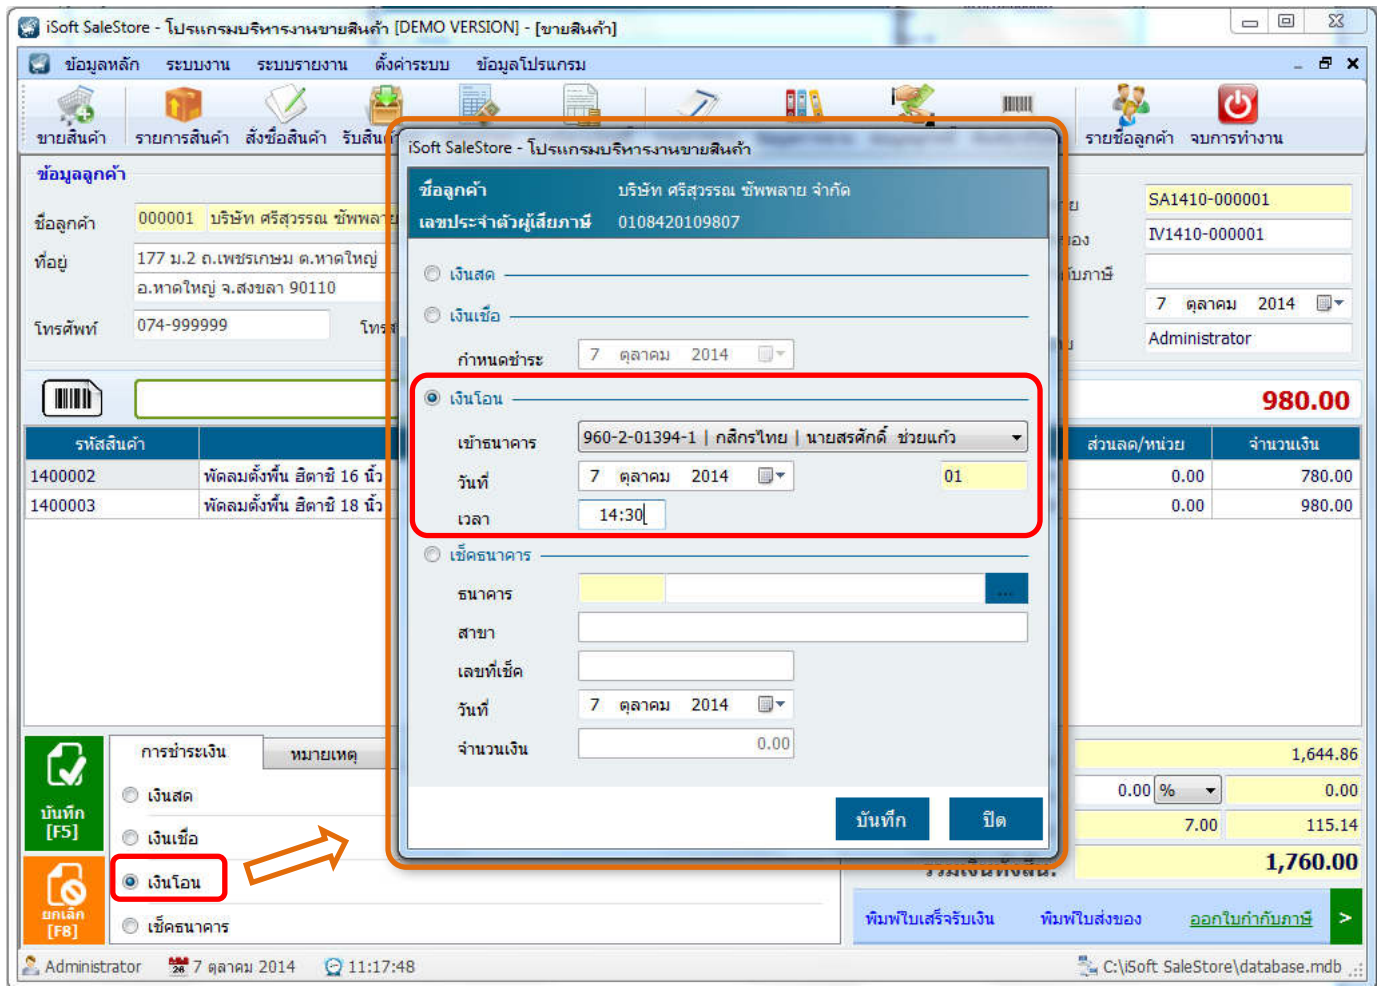 iSoft SaleStore - โปรแกรมบริหารงานขายสินค้า [DEMO VERSION] - [ขายสินค้า]
ข้อมูลหลัก ระบบงาน ระบบรายงาน ตั้งค่าระบบ ข้อมูลโปรแกรม
ขายสินค้า รายการสินค้า สั่งซื้อสินค้า รับสินค้า รายชื่อลูกค้า จบการทำงาน
iSoft SaleStore - โปรแกรมบริหารงานขายสินค้า
ข้อมูลลูกค้า
ชื่อลูกค้า 000001 บริษัท ศรีสุวรรณ ซัพพลาย
ที่อยู่ 177 ม.2 ถ.เพชรเกษม ต.หาดใหญ่
อ.หาดใหญ่ จ.สงขลา 90110
โทรศัพท์ 074-999999
SA1410-000001
IV1410-000001
7 ตุลาคม 2014
Administrator
980.00
รหัสสินค้า ส่วนลด/หน่วย จำนวนเงิน
1400002 พัดลมตั้งพื้น ฮิตาชิ 16 นิ้ว 0.00 780.00
1400003 พัดลมตั้งพื้น ฮิตาชิ 18 นิ้ว 0.00 980.00
ชื่อลูกค้า บริษัท ศรีสุวรรณ ซัพพลาย จำกัด
เลขประจำตัวผู้เสียภาษี 0108420109807
เงินสด
เงินเชื่อ
กำหนดชำระ 7 ตุลาคม 2014
เงินโอน
เข้าธนาคาร 960-2-01394-1 | กสิกรไทย | นายสรศักดิ์ ช่วยแก้ว
วันที่ 7 ตุลาคม 2014 01
เวลา 14:30
เช็คธนาคาร
ธนาคาร ...
สาขา
เลขที่เช็ค
วันที่ 7 ตุลาคม 2014
จำนวนเงิน 0.00
บันทึก ปิด
บันทึก
[F5]
ยกเลิก
[F8]
การชำระเงิน หมายเหตุ
เงินสด
เงินเชื่อ
เงินโอน
เช็คธนาคาร
1,644.86
0.00 % 0.00
7.00 115.14
รวมเงินทั้งสิ้น: 1,760.00
พิมพ์ใบเสร็จรับเงิน พิมพ์ใบส่งของ ออกใบกำกับภาษี >
Administrator 7 ตุลาคม 2014 11:17:48 C:\iSoft SaleStore\database.mdb